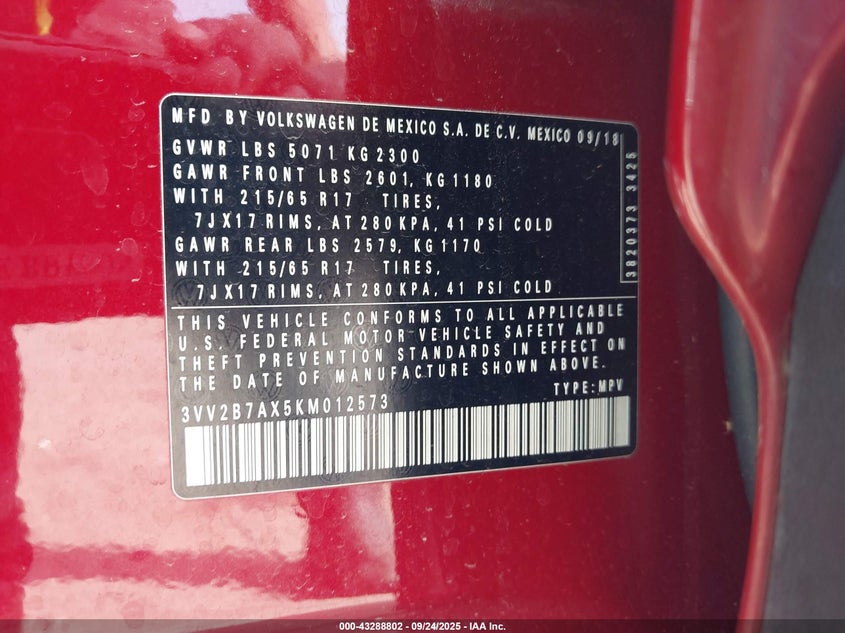 MFD BY VOLKSWAGEN DE MEXICO S.A. DE C.V. MEXICO 09/18
GVWR LBS 5071 KG 2300
GAWR FRONT LBS 2601, KG 1180
WITH 215/65 R17 TIRES,
7JX17 RIMS, AT 280 KPA, 41 PSI COLD
GAWR REAR LBS 2579, KG 1170
WITH 215/65 R17 TIRES,
7JX17 RIMS, AT 280 KPA, 41 PSI COLD
3820373 3425
THIS VEHICLE CONFORMS TO ALL APPLICABLE
U.S. FEDERAL MOTOR VEHICLE SAFETY AND
THEFT PREVENTION STANDARDS IN EFFECT ON
THE DATE OF MANUFACTURE SHOWN ABOVE.
TYPE: MPV
3VV2B7AX5KM012573
000-43288802 - 09/24/2025 - IAA Inc.